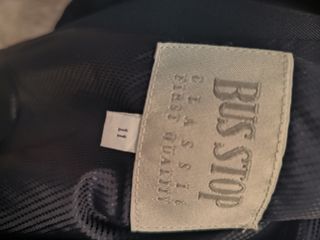 BUS STOP
CLASSIC
FIRST QUALITY
11